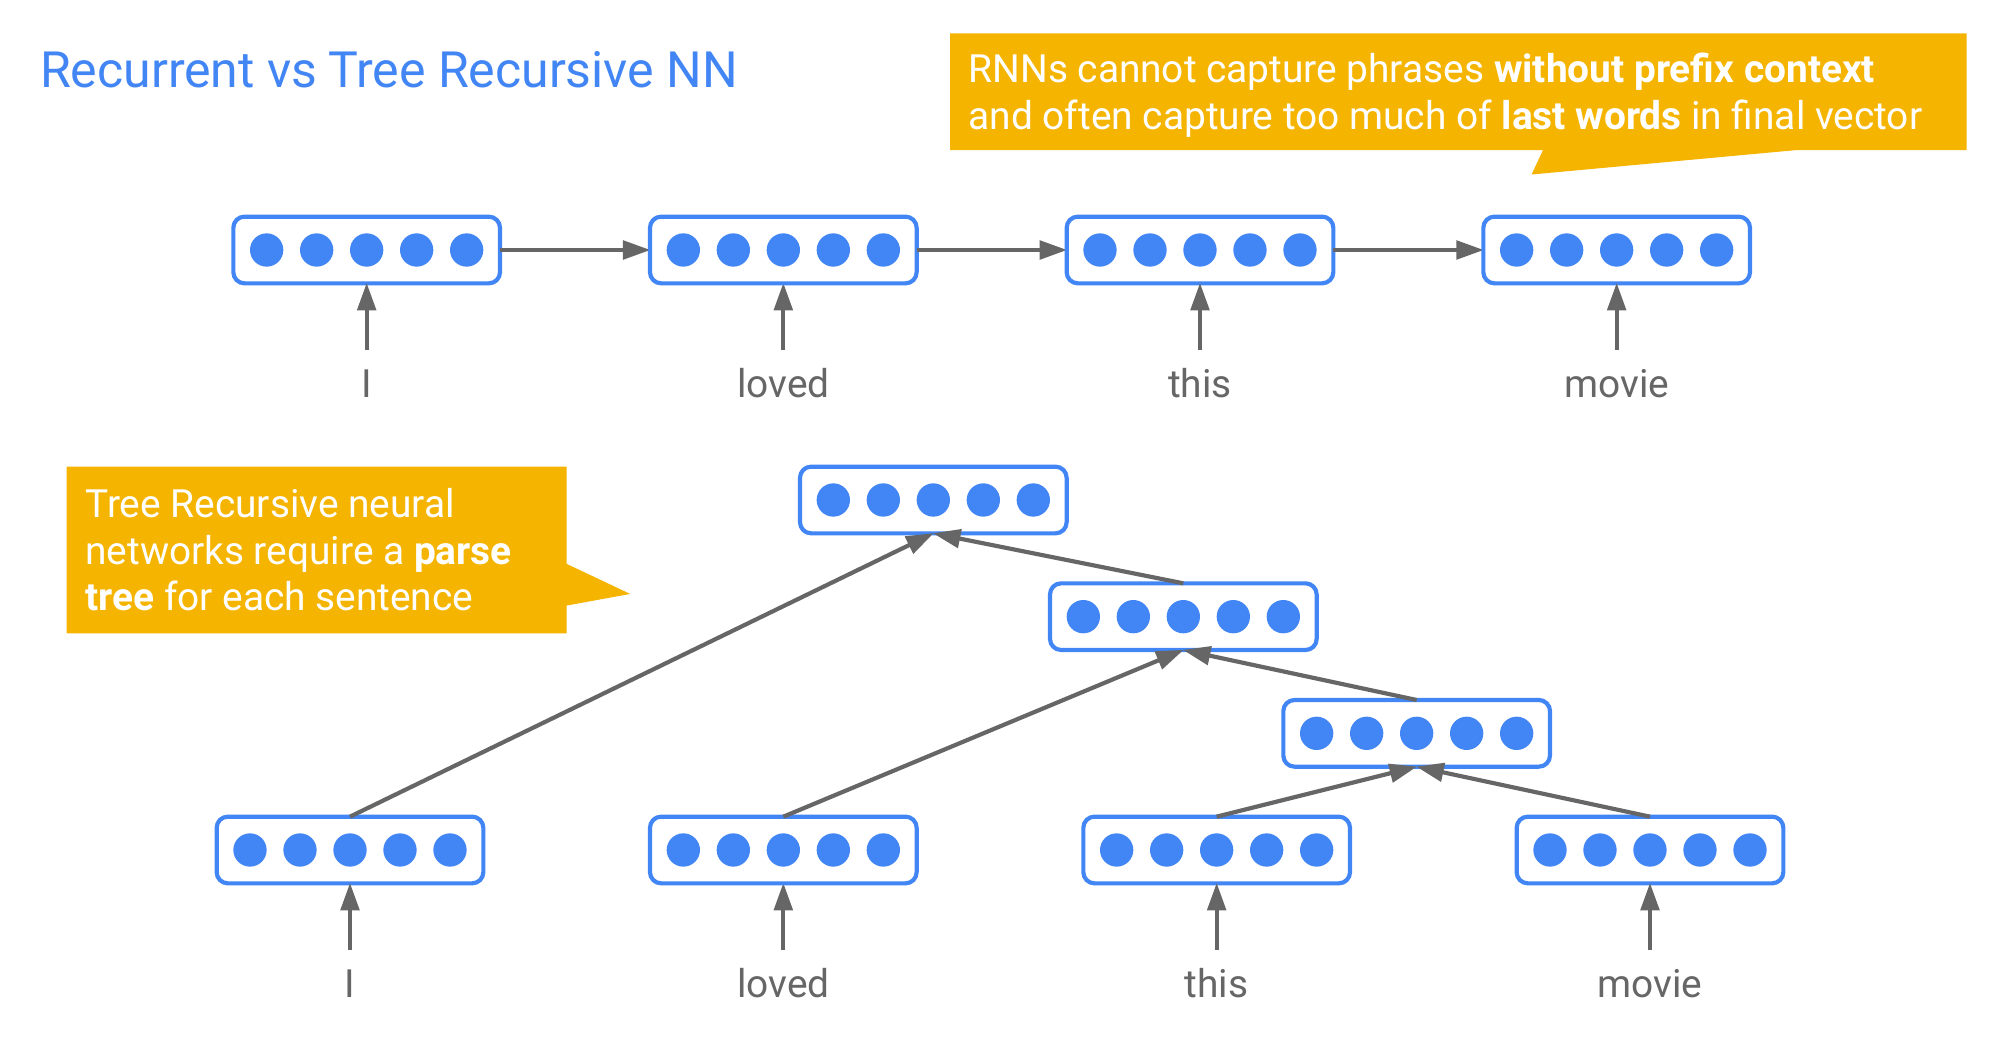 Recurrent vs Tree Recursive NN
RNNs cannot capture phrases without prefix context
and often capture too much of last words in final vector
I
loved
this
movie
Tree Recursive neural
networks require a parse
tree for each sentence
I
loved
this
movie